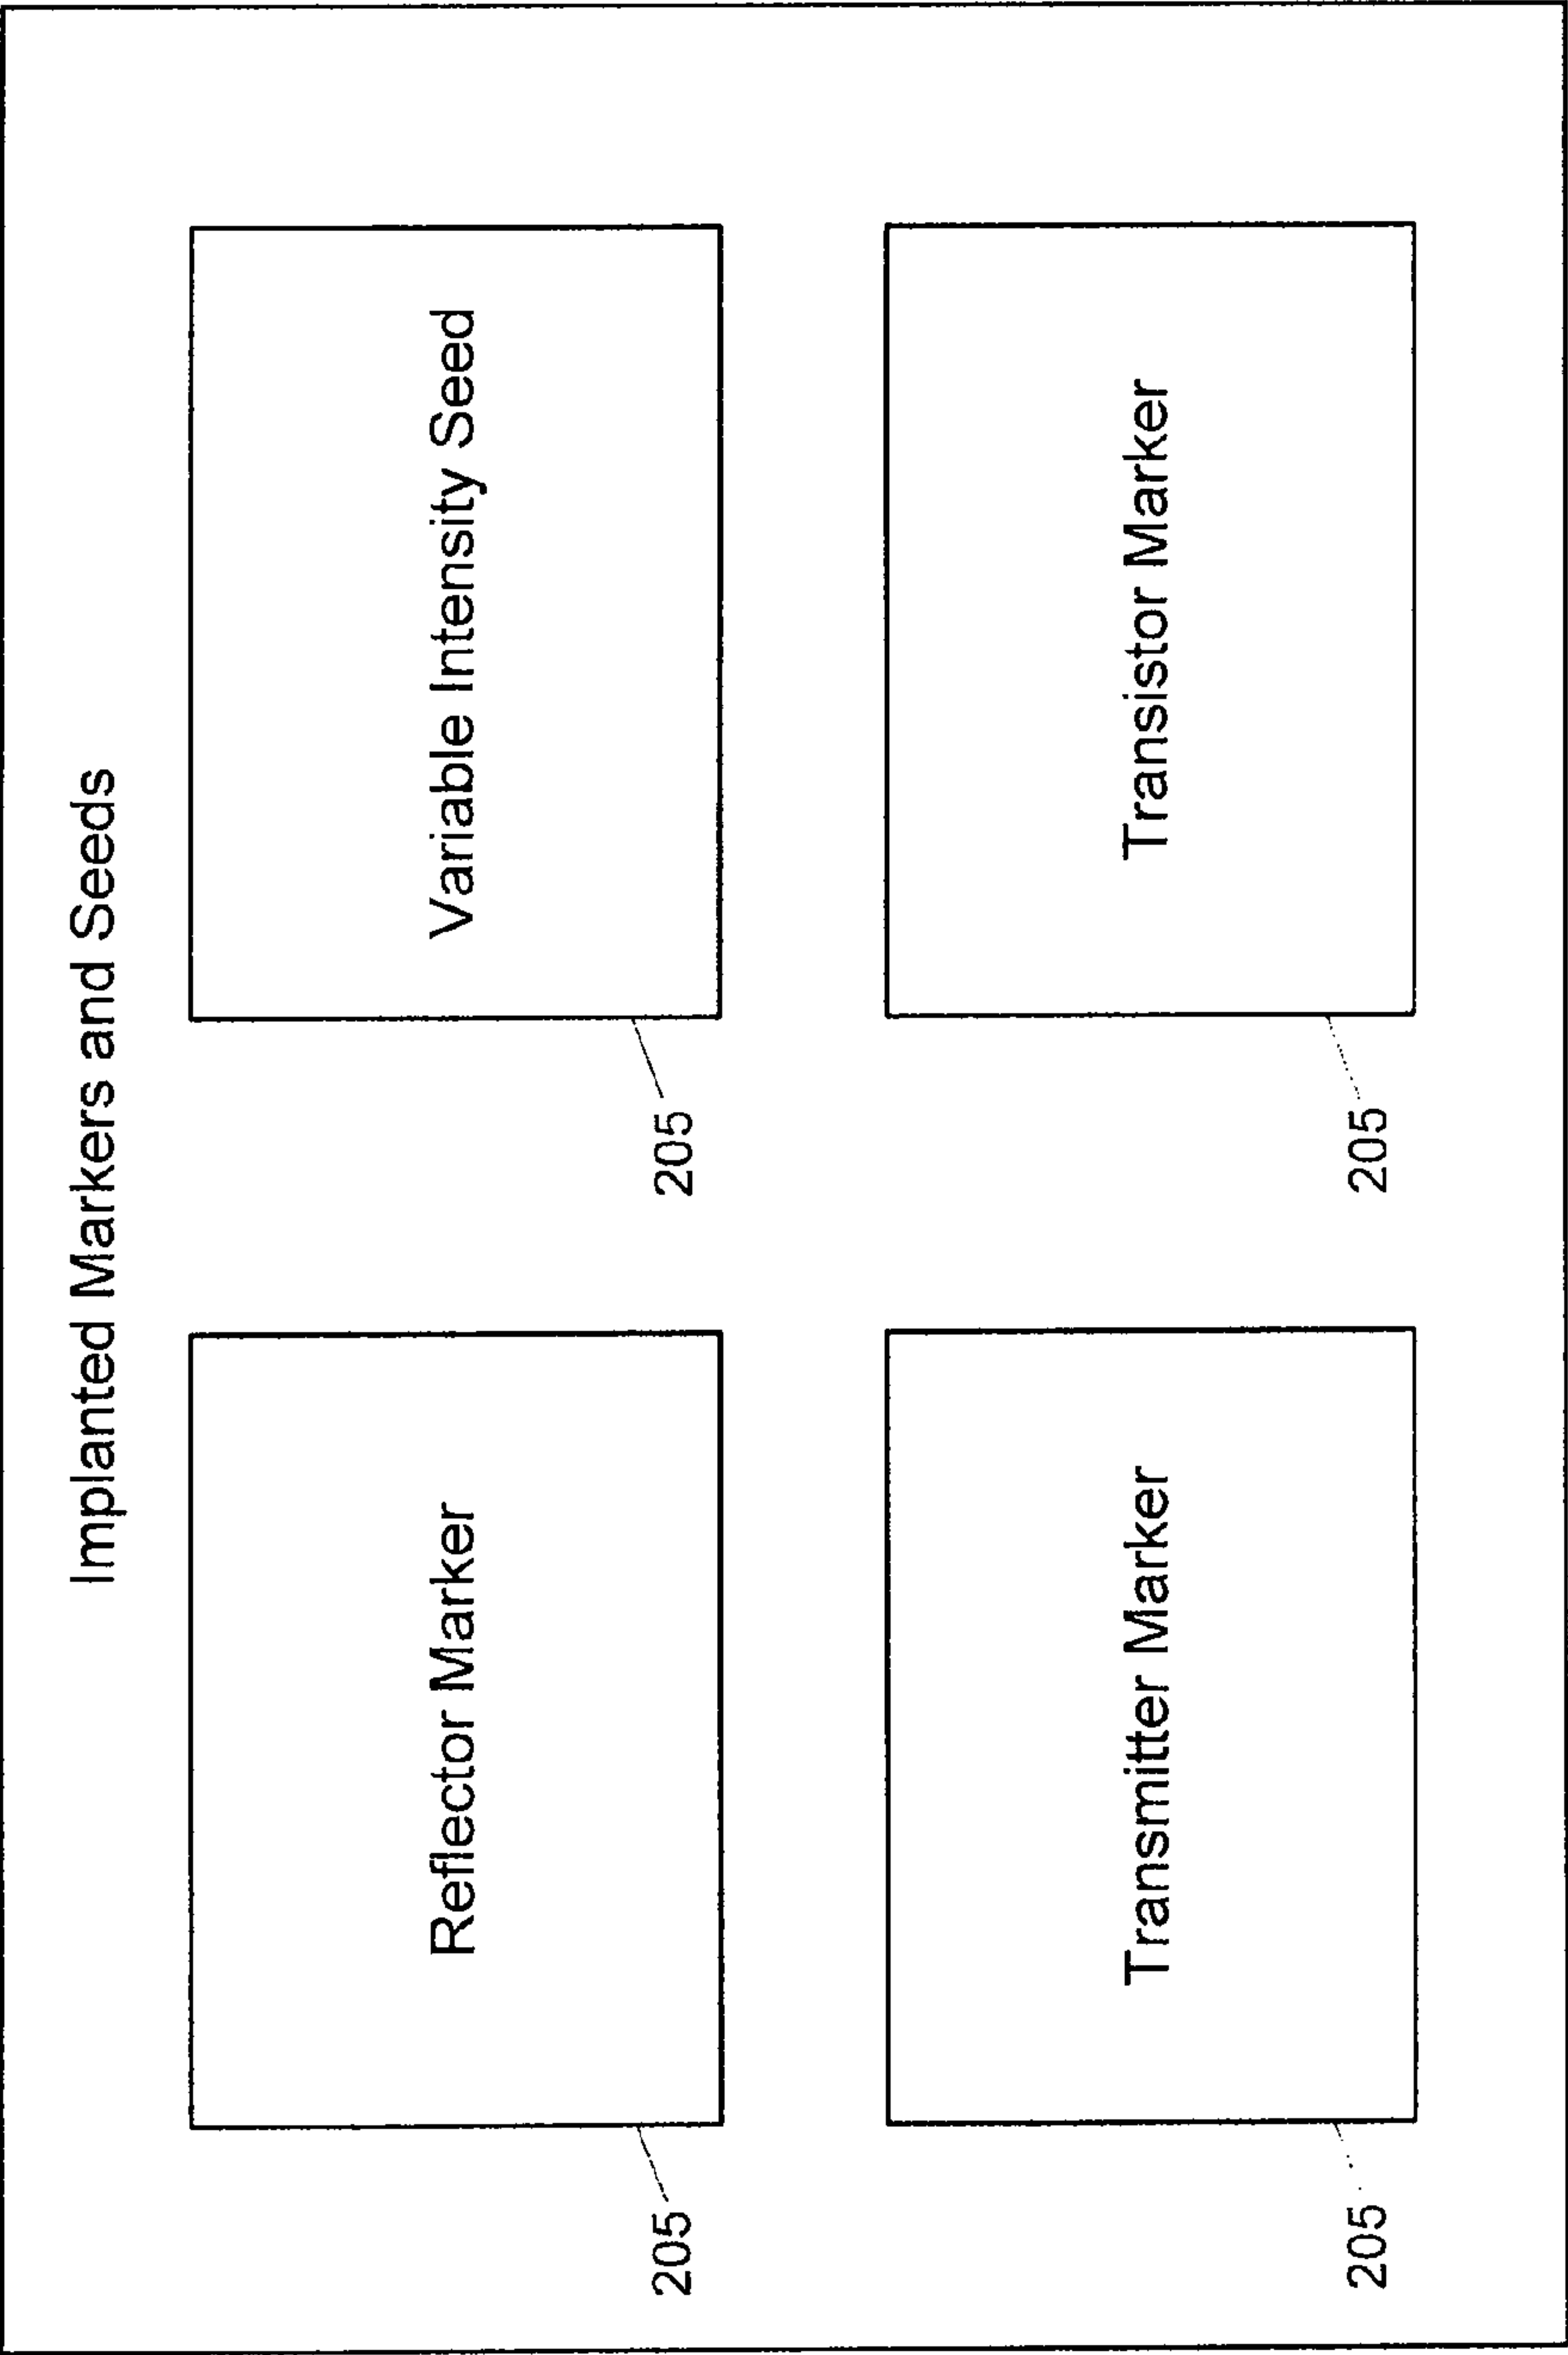 Implanted Markers and Seeds
Reflector Marker
205
Variable Intensity Seed
205
Transmitter Marker
205
Transistor Marker
205